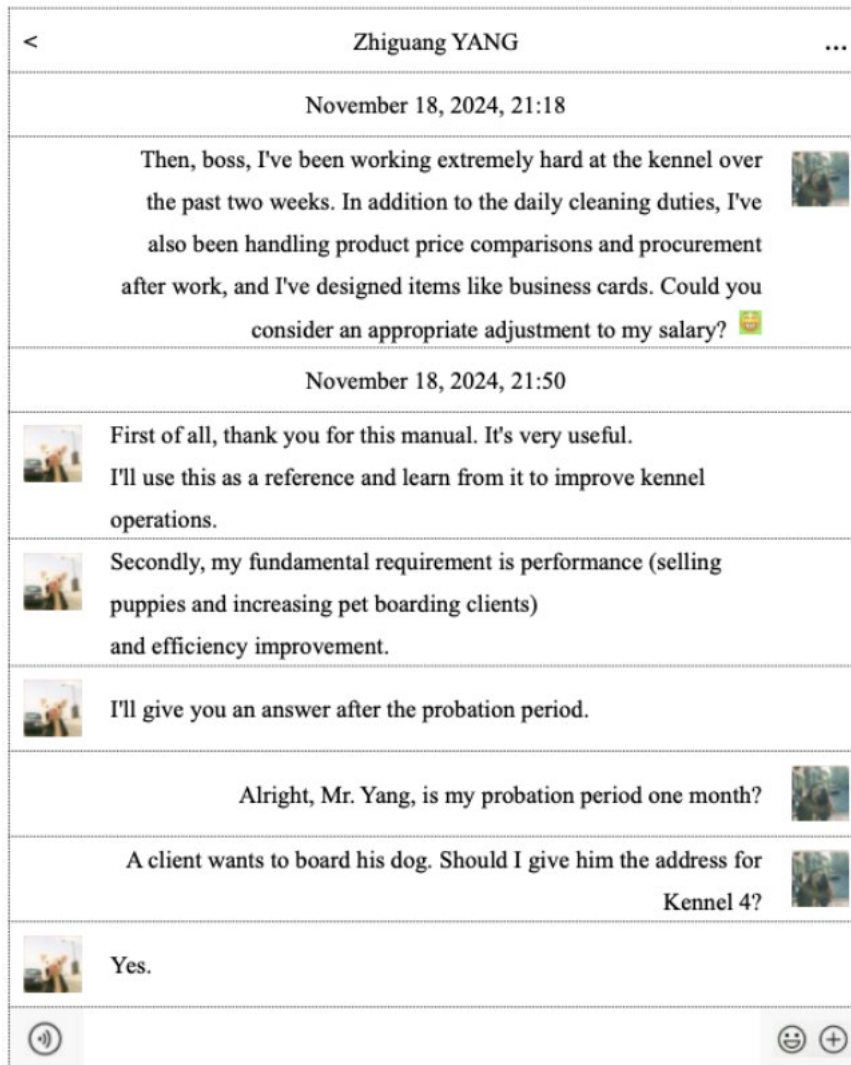 <
Zhiguang YANG
...
November 18, 2024, 21:18
Then, boss, I've been working extremely hard at the kennel over
the past two weeks. In addition to the daily cleaning duties, I've
also been handling product price comparisons and procurement
after work, and I've designed items like business cards. Could you
consider an appropriate adjustment to my salary?
November 18, 2024, 21:50
First of all, thank you for this manual. It's very useful.
I'll use this as a reference and learn from it to improve kennel
operations.
Secondly, my fundamental requirement is performance (selling
puppies and increasing pet boarding clients)
and efficiency improvement.
I'll give you an answer after the probation period.
Alright, Mr. Yang, is my probation period one month?
A client wants to board his dog. Should I give him the address for
Kennel 4?
Yes.